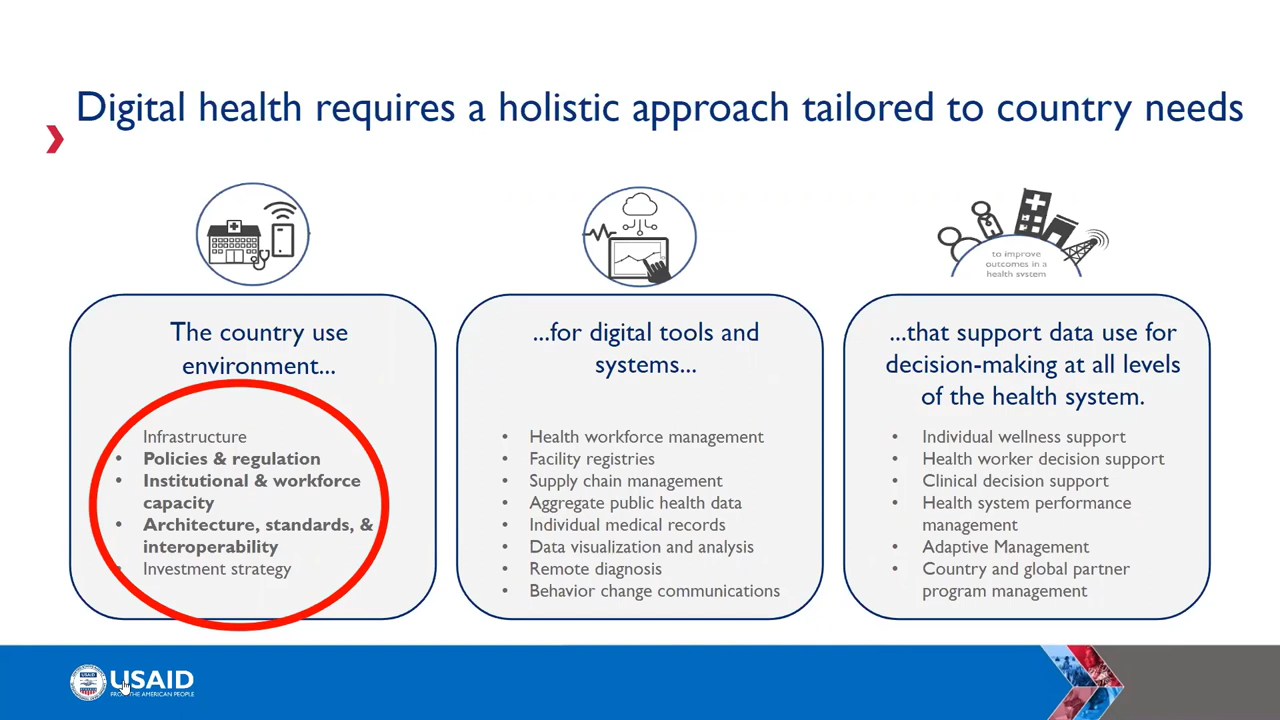 Digital health requires a holistic approach tailored to country needs
to improve
outcomes in a
health system
The country use
environment...
Infrastructure
• Policies & regulation
• Institutional & workforce
capacity
• Architecture, standards, &
interoperability
• Investment strategy
...for digital tools and
systems...
• Health workforce management
• Facility registries
• Supply chain management
• Aggregate public health data
• Individual medical records
• Data visualization and analysis
• Remote diagnosis
• Behavior change communications
...that support data use for
decision-making at all levels
of the health system.
• Individual wellness support
• Health worker decision support
• Clinical decision support
• Health system performance
management
• Adaptive Management
• Country and global partner
program management
USAID
USAID
FROM THE AMERICAN PEOPLE